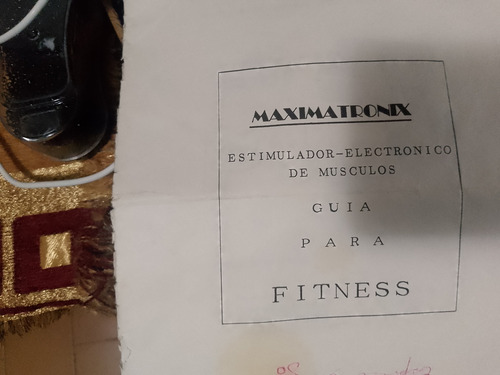 MAXIMATRONIX
ESTIMULADOR-ELECTRONICO
DE MUSCULOS
GUIA
PARA
FITNESS